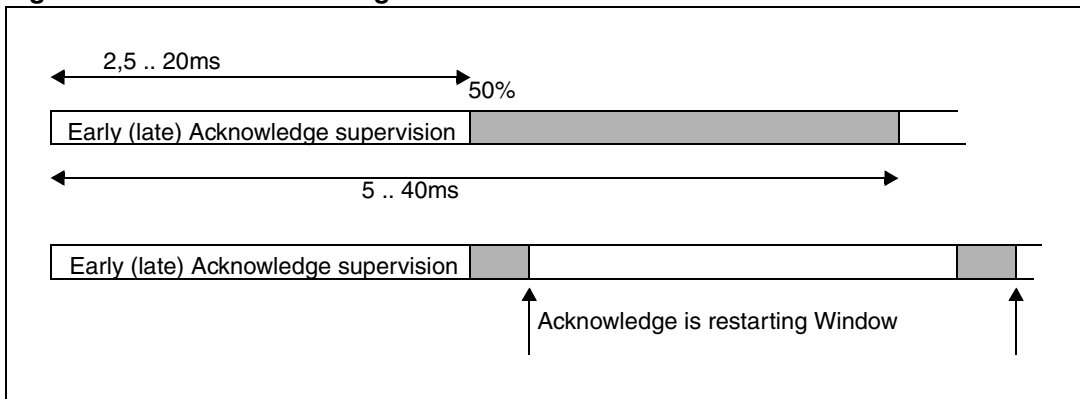 2,5 .. 20ms
50%
Early (late) Acknowledge supervision
5 .. 40ms
Early (late) Acknowledge supervision
Acknowledge is restarting Window